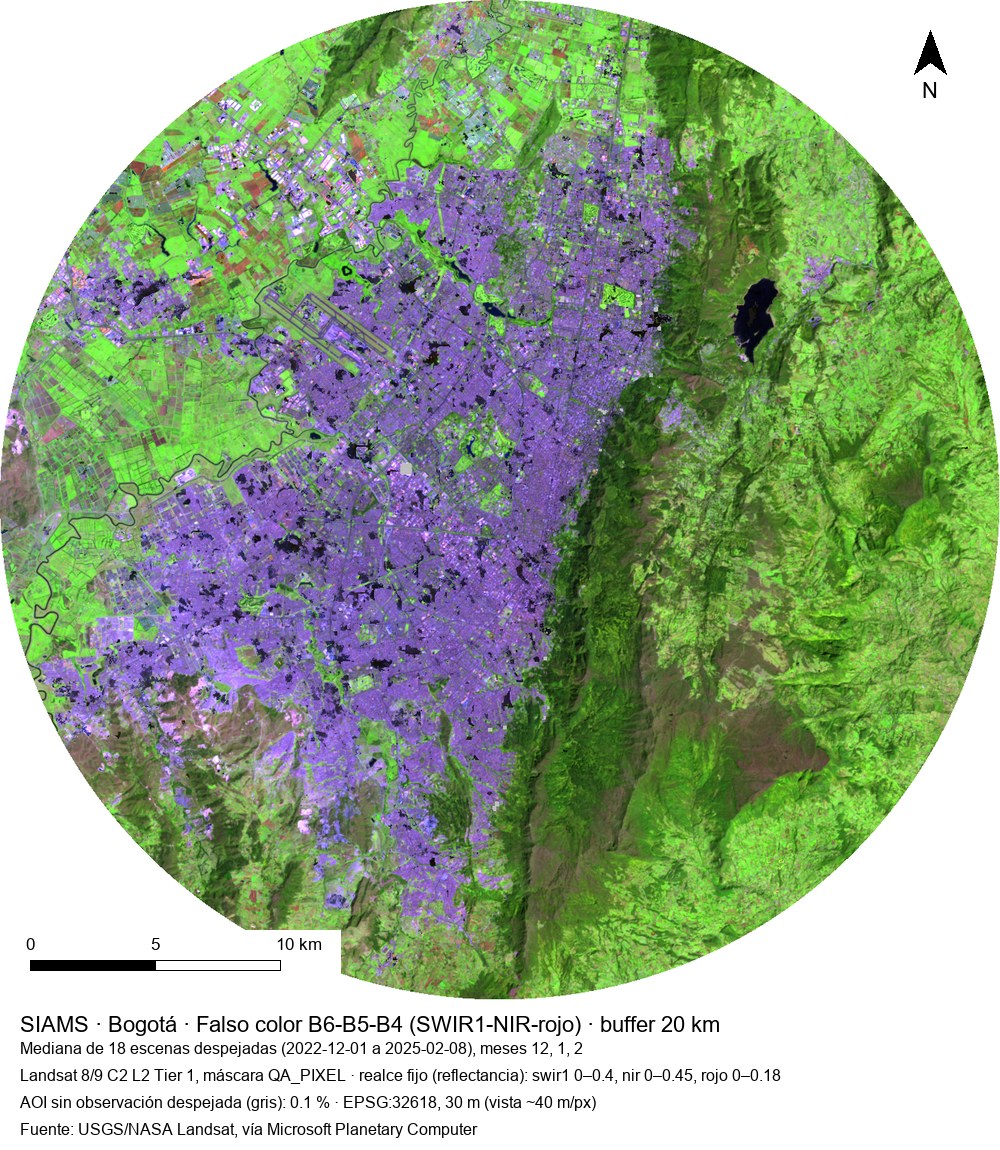 N
0 5 10 km
SIAMS · Bogotá · Falso color B6-B5-B4 (SWIR1-NIR-rojo) · buffer 20 km
Mediana de 18 escenas despejadas (2022-12-01 a 2025-02-08), meses 12, 1, 2
Landsat 8/9 C2 L2 Tier 1, máscara QA_PIXEL · realce fijo (reflectancia): swir1 0–0.4, nir 0–0.45, rojo 0–0.18
AOI sin observación despejada (gris): 0.1 % · EPSG:32618, 30 m (vista ~40 m/px)
Fuente: USGS/NASA Landsat, vía Microsoft Planetary Computer